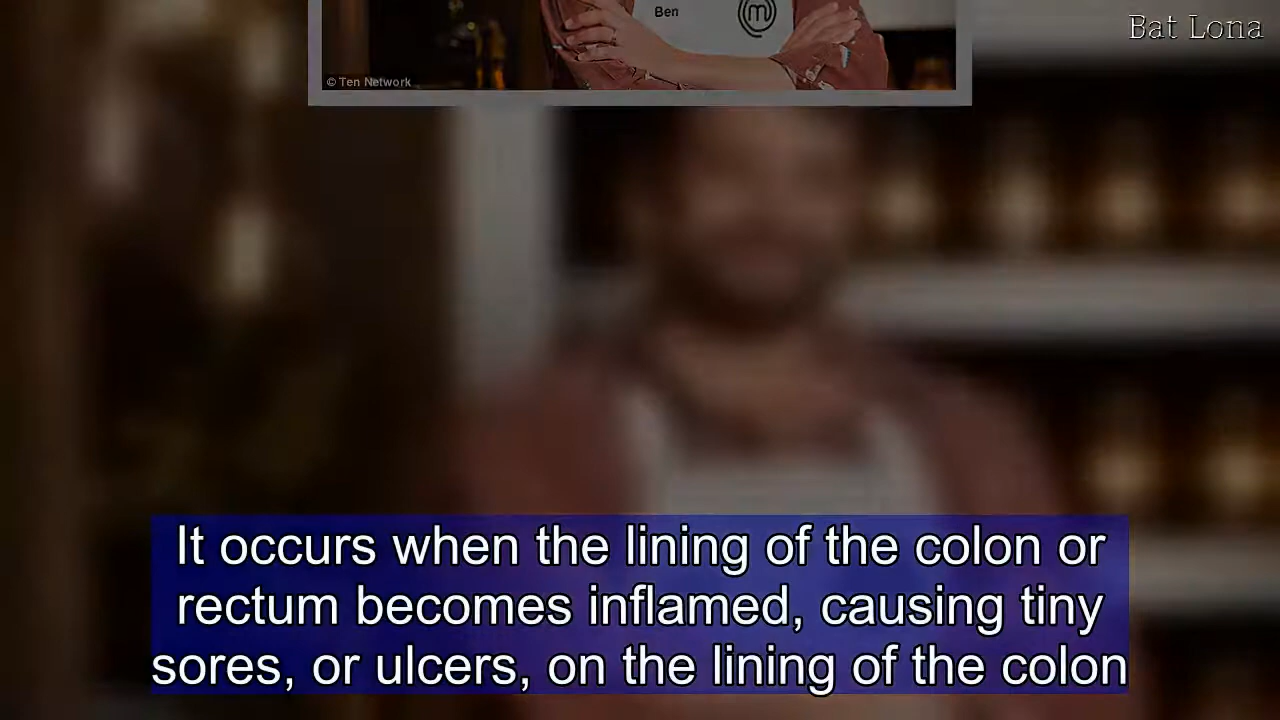 Ben
Bat Lona
© Ten Network
It occurs when the lining of the colon or
rectum becomes inflamed, causing tiny
sores, or ulcers, on the lining of the colon